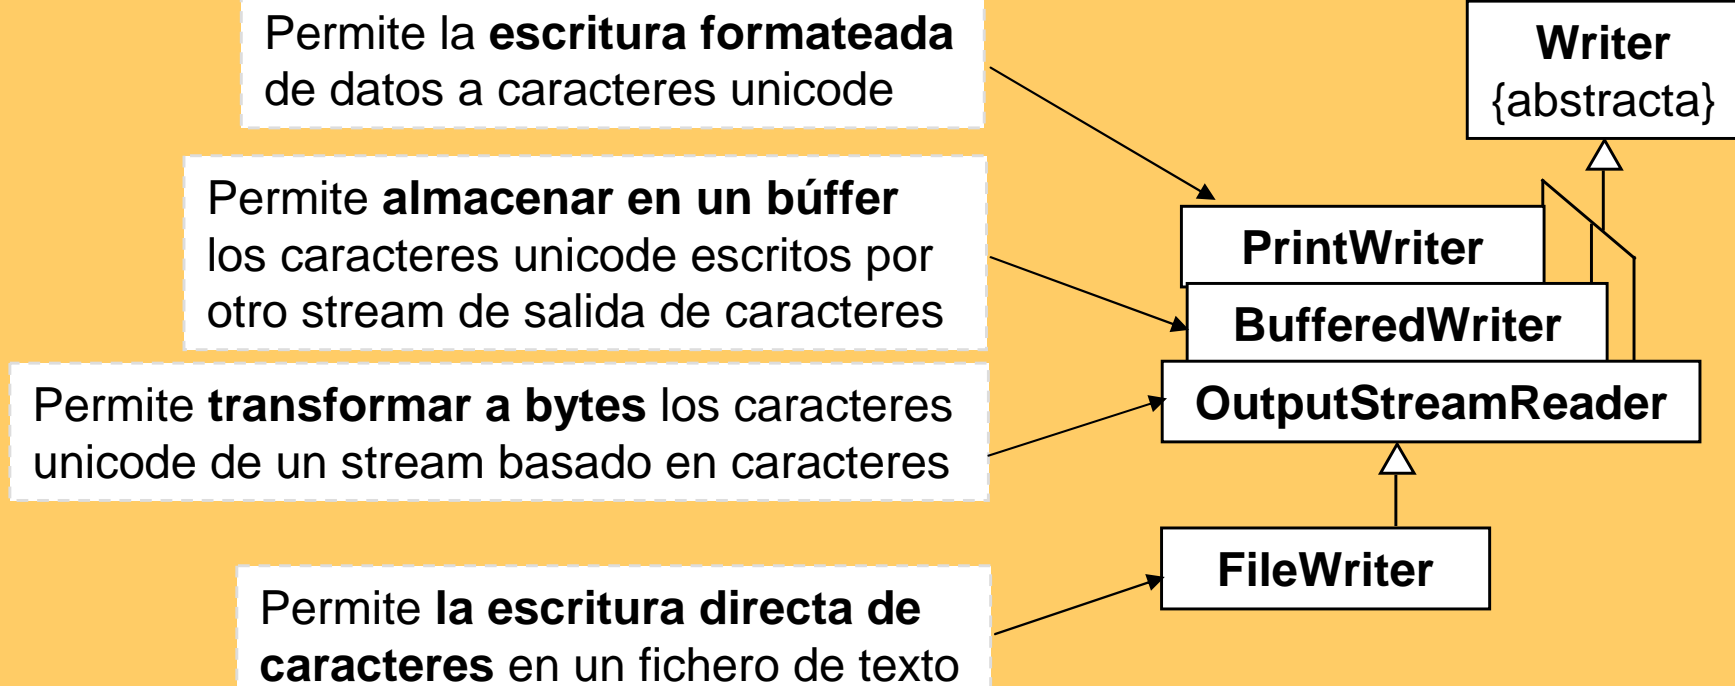 Permite la escritura formateada
de datos a caracteres unicode
Writer
{abstracta}
Permite almacenar en un búffer
los caracteres unicode escritos por
otro stream de salida de caracteres
PrintWriter
BufferedWriter
Permite transformar a bytes los caracteres
unicode de un stream basado en caracteres
OutputStreamReader
FileWriter
Permite la escritura directa de
caracteres en un fichero de texto